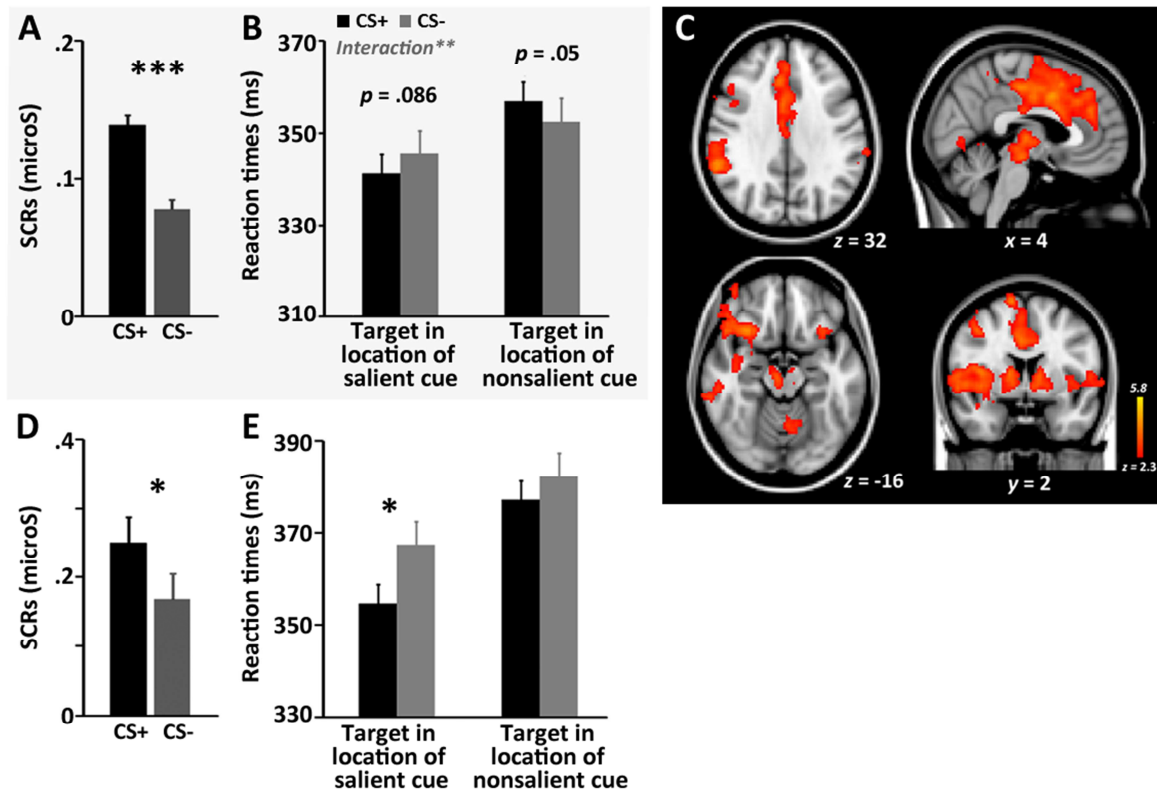 A
.2
.1
0
SCRs (microS)
***
CS+ CS-
B
CS+ CS-
Interaction**
370
350
330
310
Reaction times (ms)
p = .086
p = .05
Target in
location of
salient cue
Target in
location of
nonsalient cue
C
z = 32
x = 4
z = -16
y = 2
5.8
z = 2.3
D
.4
.2
0
SCRs (microS)
*
CS+ CS-
E
390
370
350
330
Reaction times (ms)
*
Target in
location of
salient cue
Target in
location of
nonsalient cue